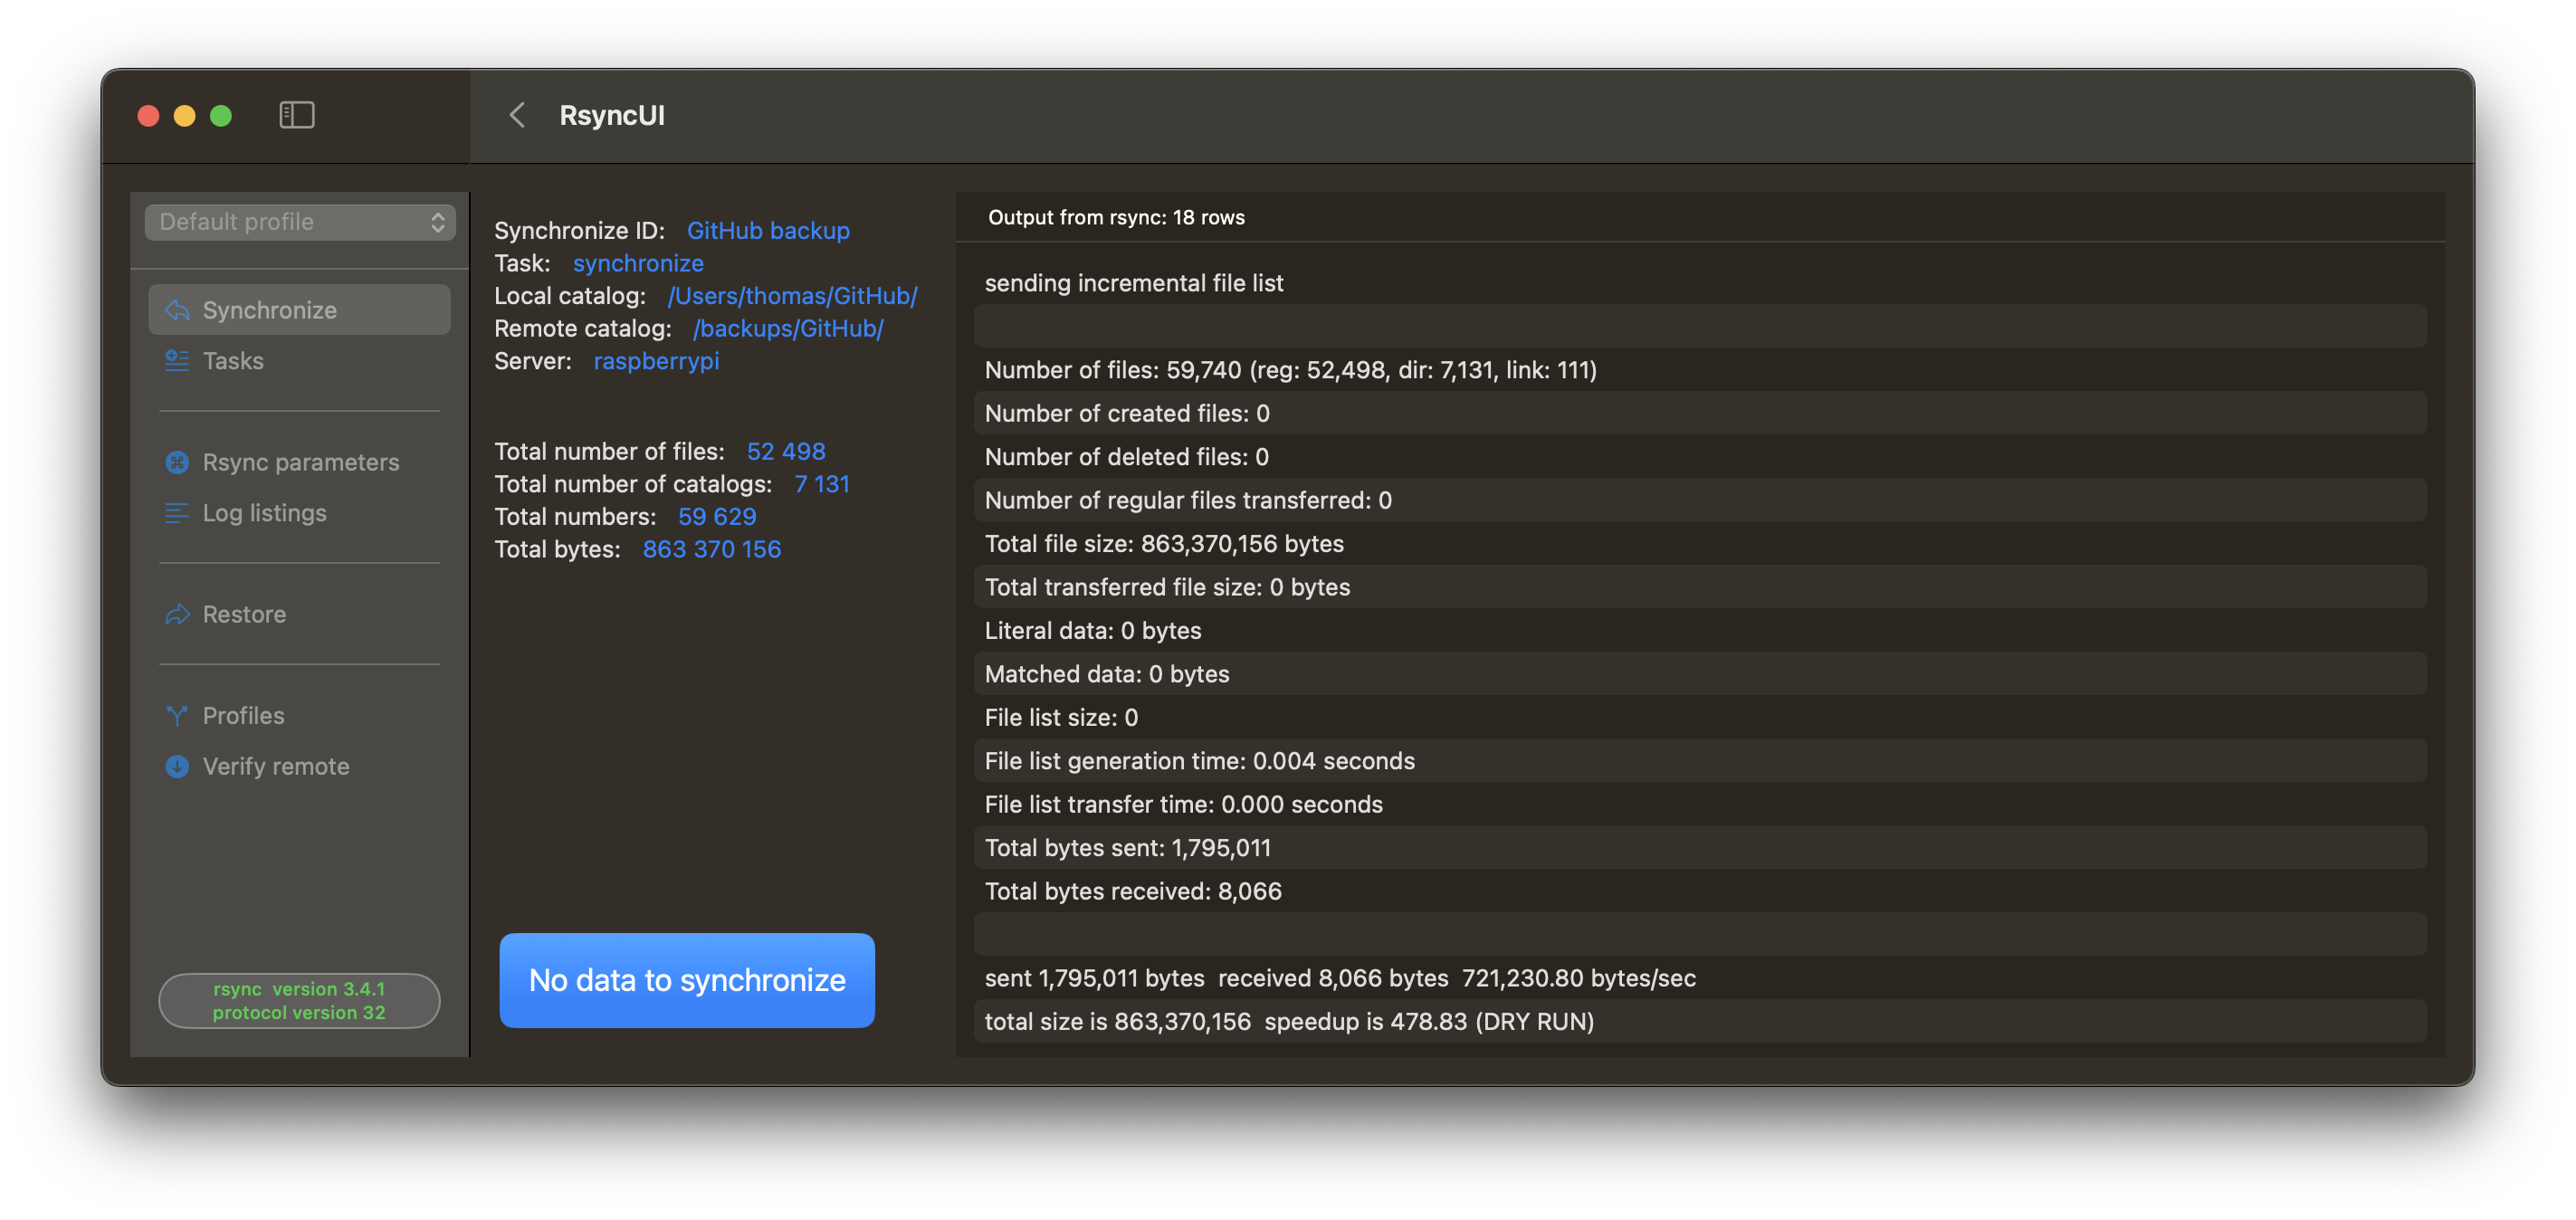 RsyncUI
Default profile
Synchronize
Tasks
Rsync parameters
Log listings
Restore
Profiles
Verify remote
rsync  version 3.4.1
protocol version 32
Synchronize ID: GitHub backup
Task: synchronize
Local catalog: /Users/thomas/GitHub/
Remote catalog: /backups/GitHub/
Server: raspberrypi
Total number of files: 52 498
Total number of catalogs: 7 131
Total numbers: 59 629
Total bytes: 863 370 156
No data to synchronize
Output from rsync: 18 rows
sending incremental file list
Number of files: 59,740 (reg: 52,498, dir: 7,131, link: 111)
Number of created files: 0
Number of deleted files: 0
Number of regular files transferred: 0
Total file size: 863,370,156 bytes
Total transferred file size: 0 bytes
Literal data: 0 bytes
Matched data: 0 bytes
File list size: 0
File list generation time: 0.004 seconds
File list transfer time: 0.000 seconds
Total bytes sent: 1,795,011
Total bytes received: 8,066
sent 1,795,011 bytes  received 8,066 bytes  721,230.80 bytes/sec
total size is 863,370,156  speedup is 478.83 (DRY RUN)